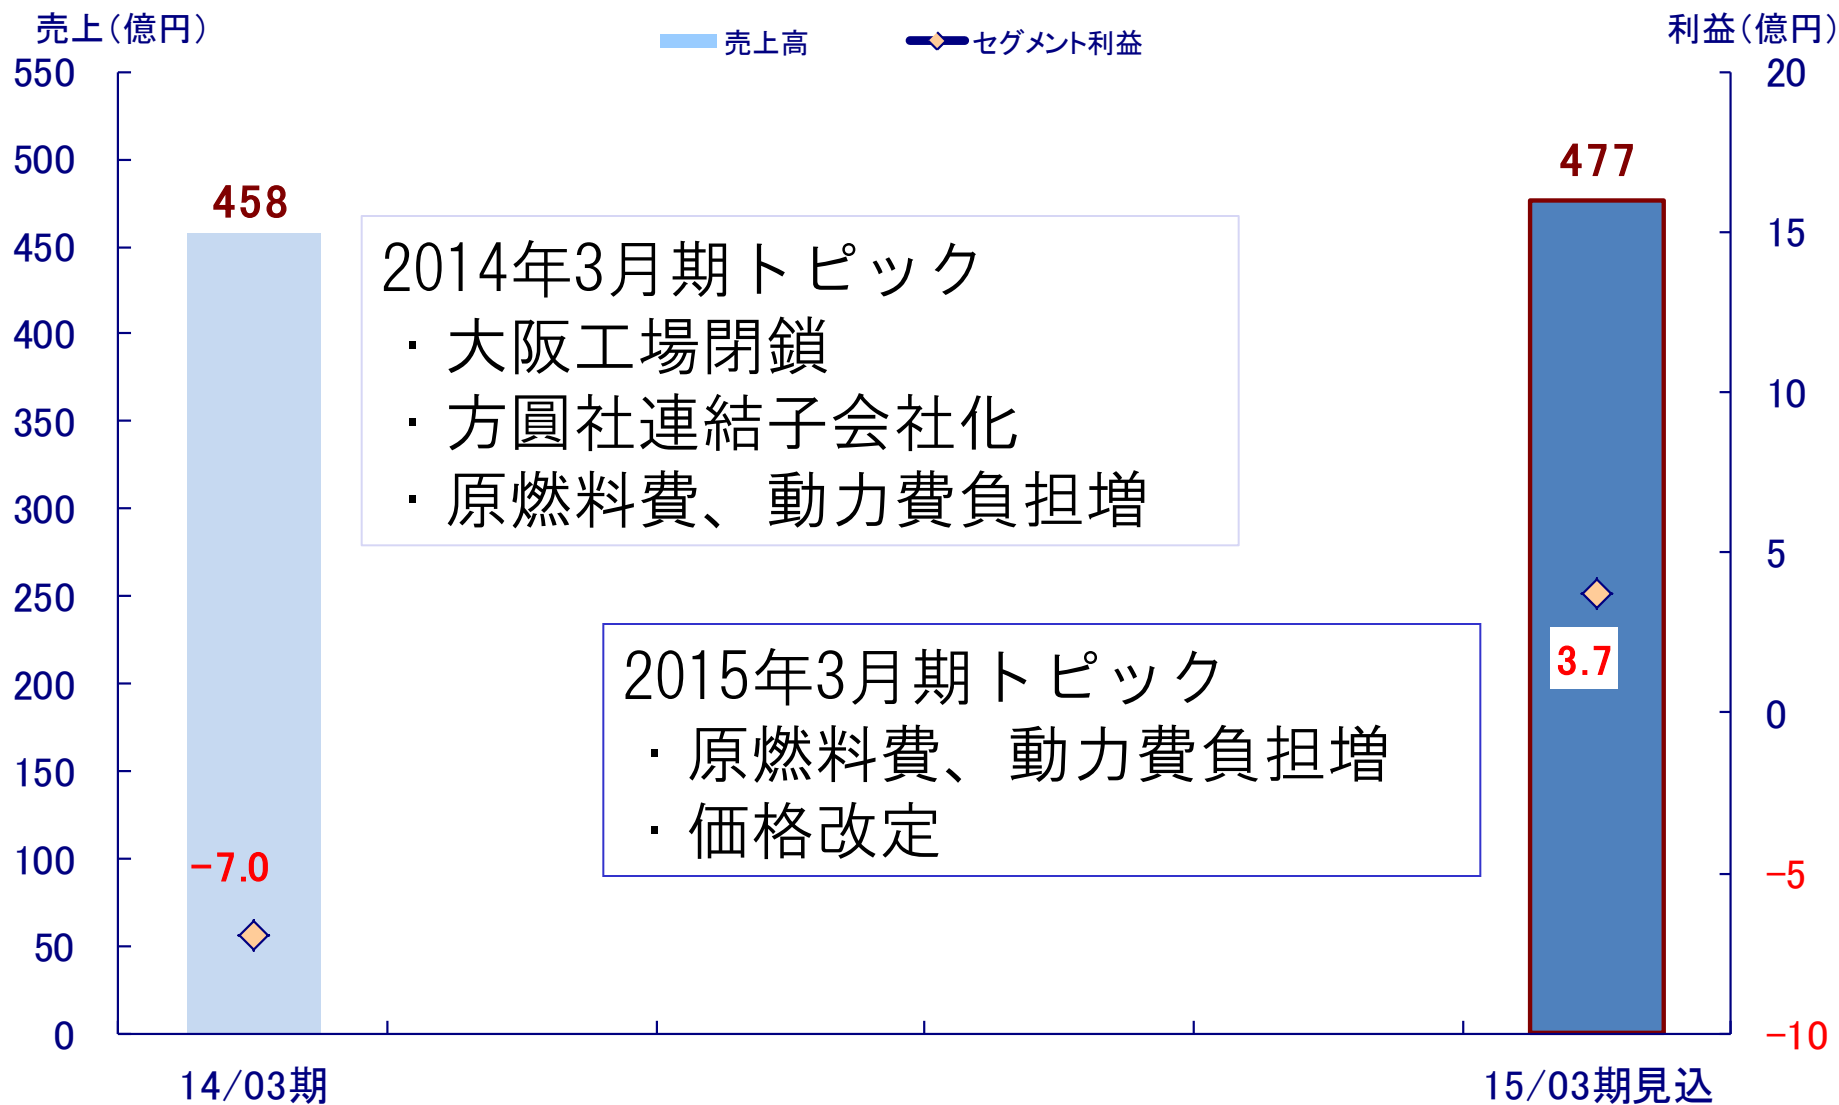 売上（億円）
売上高
セグメント利益
利益（億円）
550
500
450
400
350
300
250
200
150
100
50
0
20
15
10
5
0
-5
-10
458
477
-7.0
3.7
2014年3月期トピック
・大阪工場閉鎖
・方圓社連結子会社化
・原燃料費、動力費負担増
2015年3月期トピック
・原燃料費、動力費負担増
・価格改定
14/03期
15/03期見込